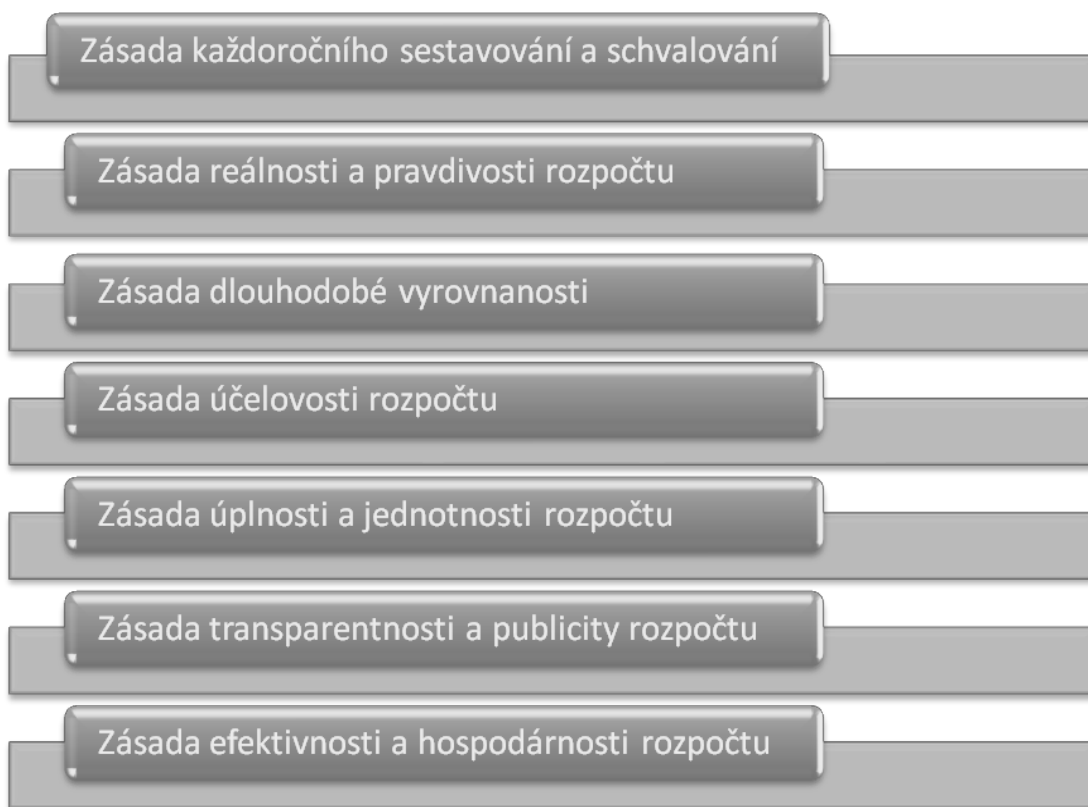 Zásada každoročního sestavování a schvalování
Zásada reálnosti a pravdivosti rozpočtu
Zásada dlouhodobé vyrovnanosti
Zásada účelovosti rozpočtu
Zásada úplnosti a jednotnosti rozpočtu
Zásada transparentnosti a publicity rozpočtu
Zásada efektivnosti a hospodárnosti rozpočtu